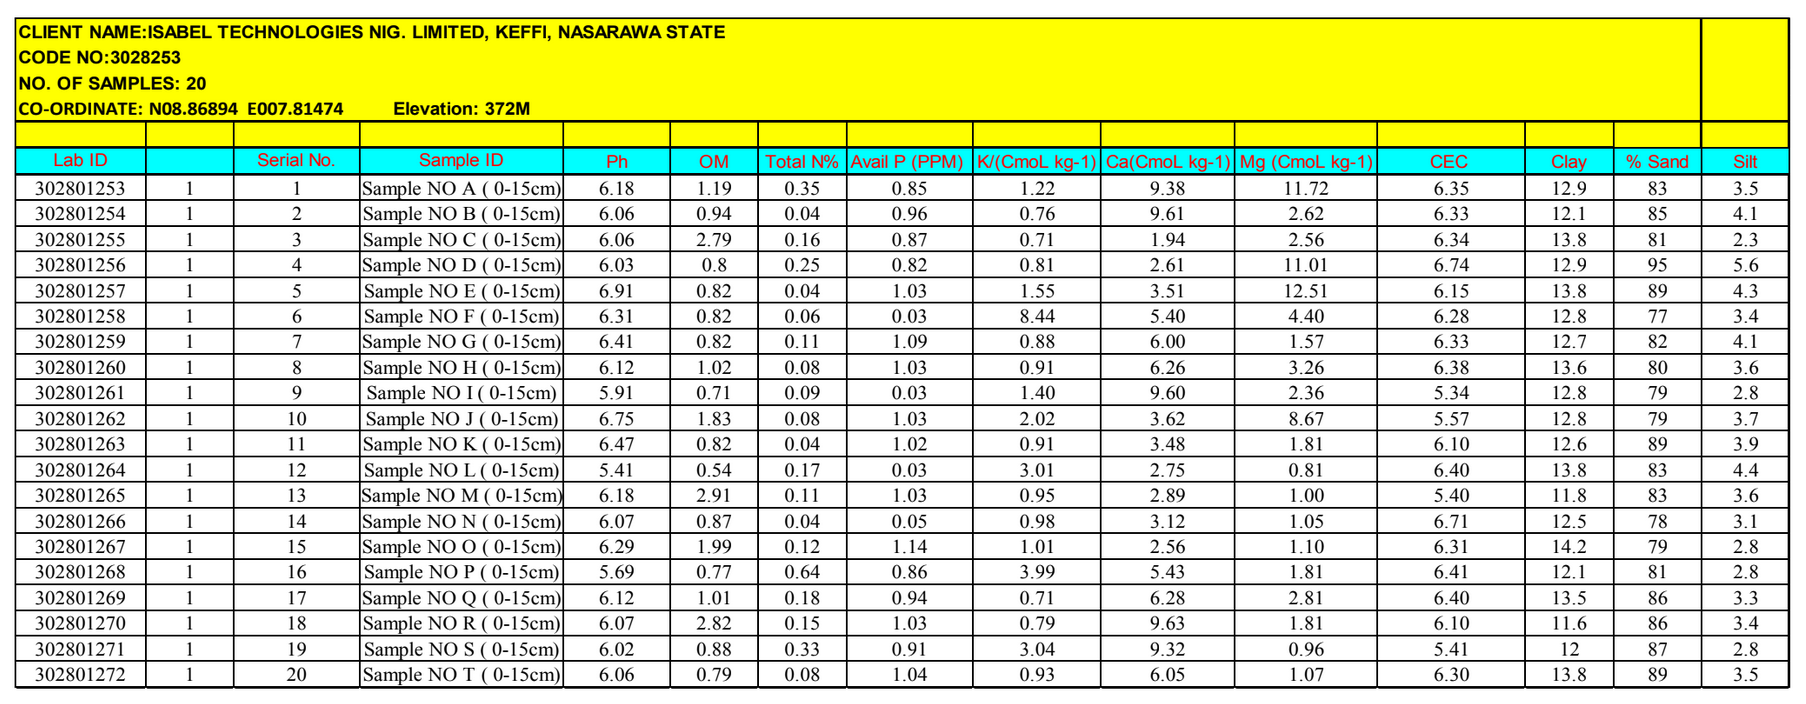 CLIENT NAME:ISABEL TECHNOLOGIES NIG. LIMITED, KEFFI, NASARAWA STATE
CODE NO:3028253
NO. OF SAMPLES: 20
CO-ORDINATE: N08.86894 E007.81474 Elevation: 372M
Lab ID Serial No. Sample ID Ph OM Total N% Avail P (PPM) K/(CmoL kg-1) Ca(CmoL kg-1) Mg (CmoL kg-1) CEC Clay % Sand Silt
302801253 1 1 Sample NO A ( 0-15cm) 6.18 1.19 0.35 0.85 1.22 9.38 11.72 6.35 12.9 83 3.5
302801254 1 2 Sample NO B ( 0-15cm) 6.06 0.94 0.04 0.96 0.76 9.61 2.62 6.33 12.1 85 4.1
302801255 1 3 Sample NO C ( 0-15cm) 6.06 2.79 0.16 0.87 0.71 1.94 2.56 6.34 13.8 81 2.3
302801256 1 4 Sample NO D ( 0-15cm) 6.03 0.8 0.25 0.82 0.81 2.61 11.01 6.74 12.9 95 5.6
302801257 1 5 Sample NO E ( 0-15cm) 6.91 0.82 0.04 1.03 1.55 3.51 12.51 6.15 13.8 89 4.3
302801258 1 6 Sample NO F ( 0-15cm) 6.31 0.82 0.06 0.03 8.44 5.40 4.40 6.28 12.8 77 3.4
302801259 1 7 Sample NO G ( 0-15cm) 6.41 0.82 0.11 1.09 0.88 6.00 1.57 6.33 12.7 82 4.1
302801260 1 8 Sample NO H ( 0-15cm) 6.12 1.02 0.08 1.03 0.91 6.26 3.26 6.38 13.6 80 3.6
302801261 1 9 Sample NO I ( 0-15cm) 5.91 0.71 0.09 0.03 1.40 9.60 2.36 5.34 12.8 79 2.8
302801262 1 10 Sample NO J ( 0-15cm) 6.75 1.83 0.08 1.03 2.02 3.62 8.67 5.57 12.8 79 3.7
302801263 1 11 Sample NO K ( 0-15cm) 6.47 0.82 0.04 1.02 0.91 3.48 1.81 6.10 12.6 89 3.9
302801264 1 12 Sample NO L ( 0-15cm) 5.41 0.54 0.17 0.03 3.01 2.75 0.81 6.40 13.8 83 4.4
302801265 1 13 Sample NO M ( 0-15cm) 6.18 2.91 0.11 1.03 0.95 2.89 1.00 5.40 11.8 83 3.6
302801266 1 14 Sample NO N ( 0-15cm) 6.07 0.87 0.04 0.05 0.98 3.12 1.05 6.71 12.5 78 3.1
302801267 1 15 Sample NO O ( 0-15cm) 6.29 1.99 0.12 1.14 1.01 2.56 1.10 6.31 14.2 79 2.8
302801268 1 16 Sample NO P ( 0-15cm) 5.69 0.77 0.64 0.86 3.99 5.43 1.81 6.41 12.1 81 2.8
302801269 1 17 Sample NO Q ( 0-15cm) 6.12 1.01 0.18 0.94 0.71 6.28 2.81 6.40 13.5 86 3.3
302801270 1 18 Sample NO R ( 0-15cm) 6.07 2.82 0.15 1.03 0.79 9.63 1.81 6.10 11.6 86 3.4
302801271 1 19 Sample NO S ( 0-15cm) 6.02 0.88 0.33 0.91 3.04 9.32 0.96 5.41 12 87 2.8
302801272 1 20 Sample NO T ( 0-15cm) 6.06 0.79 0.08 1.04 0.93 6.05 1.07 6.30 13.8 89 3.5